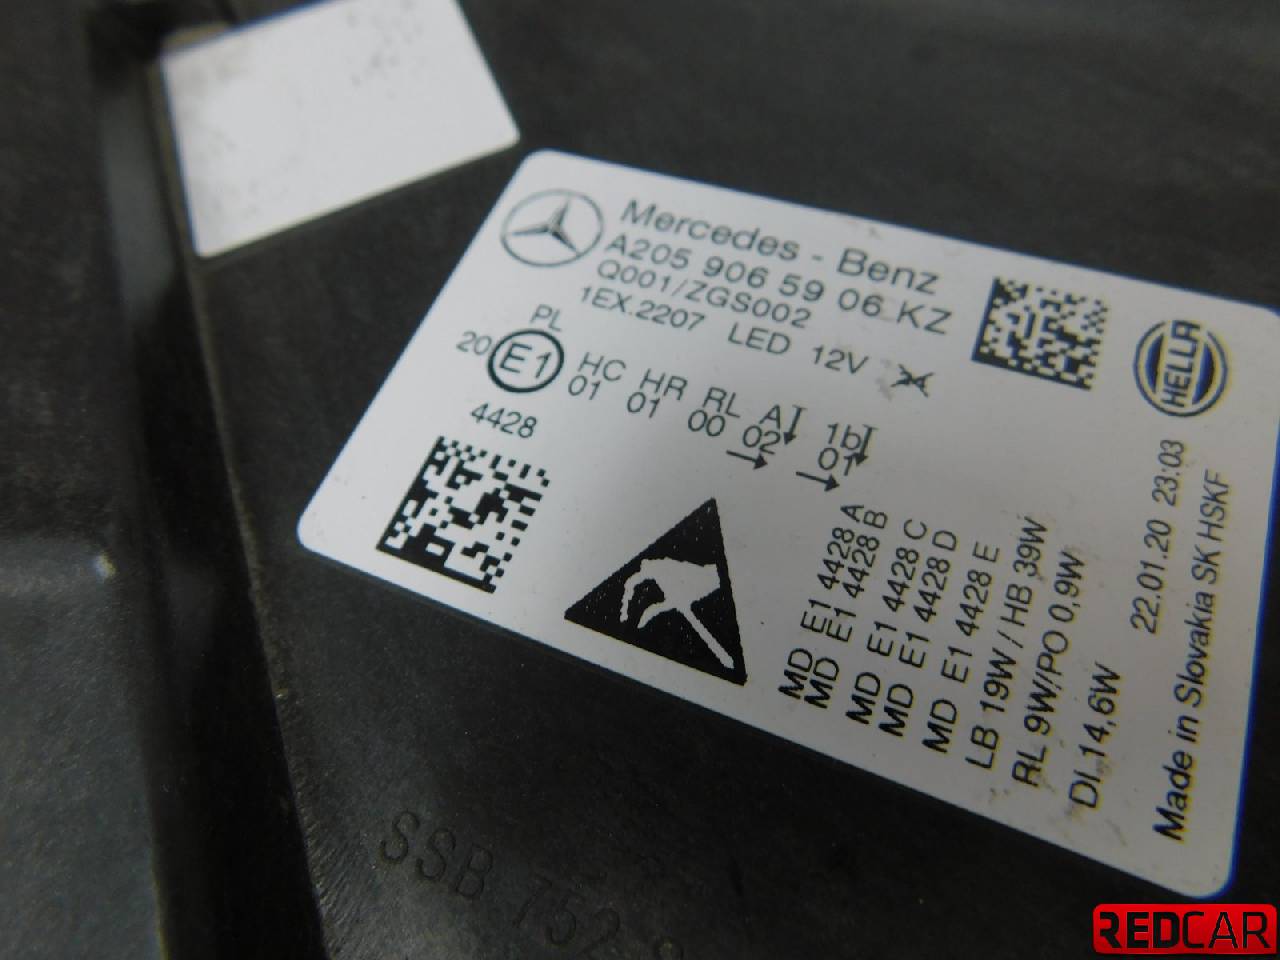 Mercedes - Benz
A205 906 59 06 KZ
Q001/ZGS002
1EX.2207 LED 12V
PL
20 E1 HC HR RL A 1b
01 01 00 02 01
4428
HELLA
MD E1 4428 A
MD E1 4428 B
MD E1 4428 C
MD E1 4428 D
MD E1 4428 E
LB 19W / HB 39W
RL 9W/PO 0,9W
DI 14,6W
22.01.20 23:03
Made in Slovakia SK HSKF
SSB 752
REDCAR